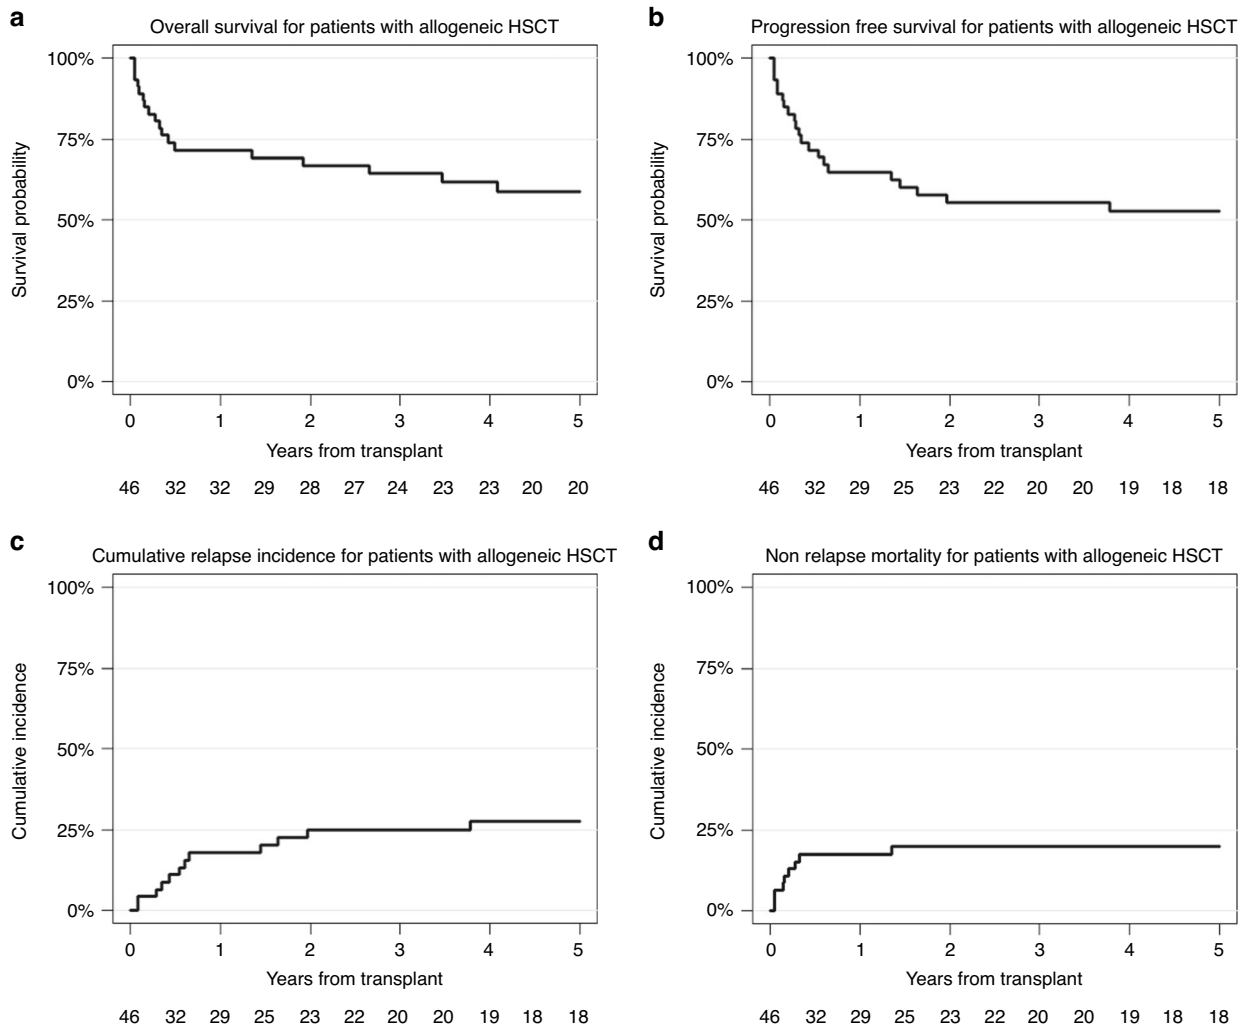 a
Overall survival for patients with allogeneic HSCT
100%
75%
50%
25%
0%
Survival probability
0 1 2 3 4 5
Years from transplant
46 32 32 29 28 27 24 23 23 20 20
b
Progression free survival for patients with allogeneic HSCT
100%
75%
50%
25%
0%
Survival probability
0 1 2 3 4 5
Years from transplant
46 32 29 25 23 22 20 20 19 18 18
c
Cumulative relapse incidence for patients with allogeneic HSCT
100%
75%
50%
25%
0%
Cumulative incidence
0 1 2 3 4 5
Years from transplant
46 32 29 25 23 22 20 20 19 18 18
d
Non relapse mortality for patients with allogeneic HSCT
100%
75%
50%
25%
0%
Cumulative incidence
0 1 2 3 4 5
Years from transplant
46 32 29 25 23 22 20 20 19 18 18